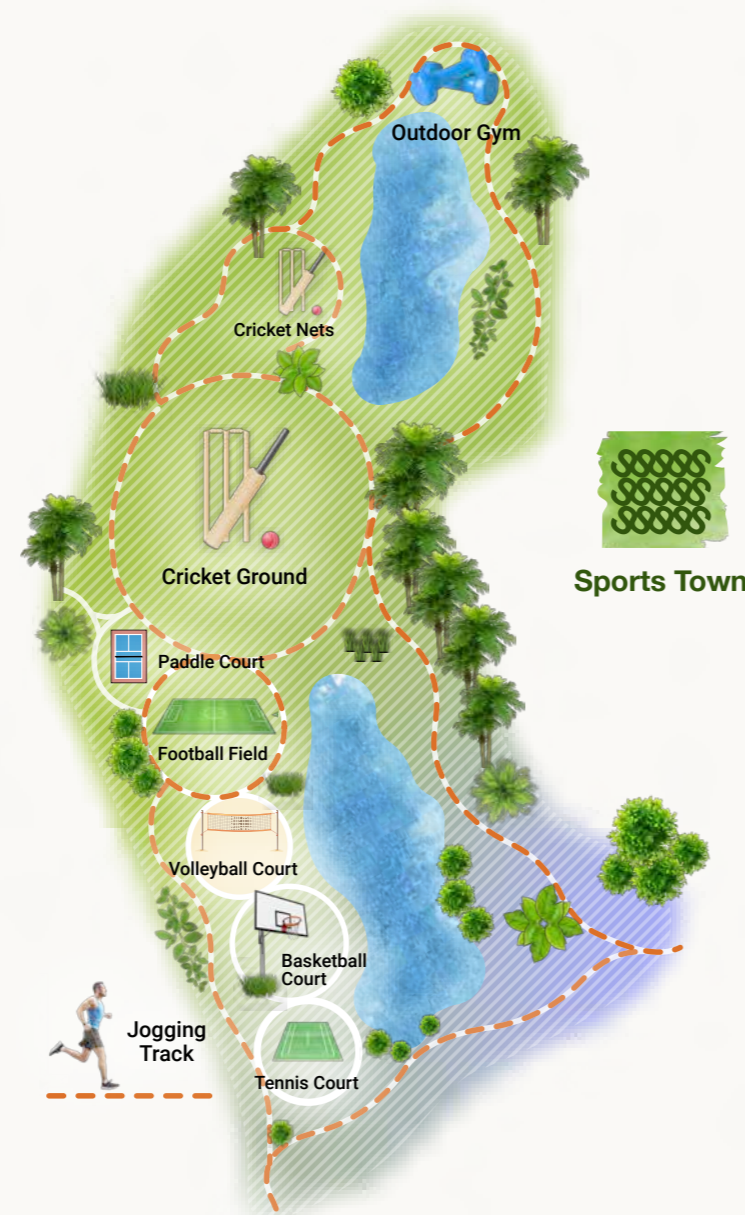 Outdoor Gym
Cricket Nets
Cricket Ground
Sports Town
Paddle Court
Football Field
Volleyball Court
Basketball
Court
Jogging
Track
Tennis Court